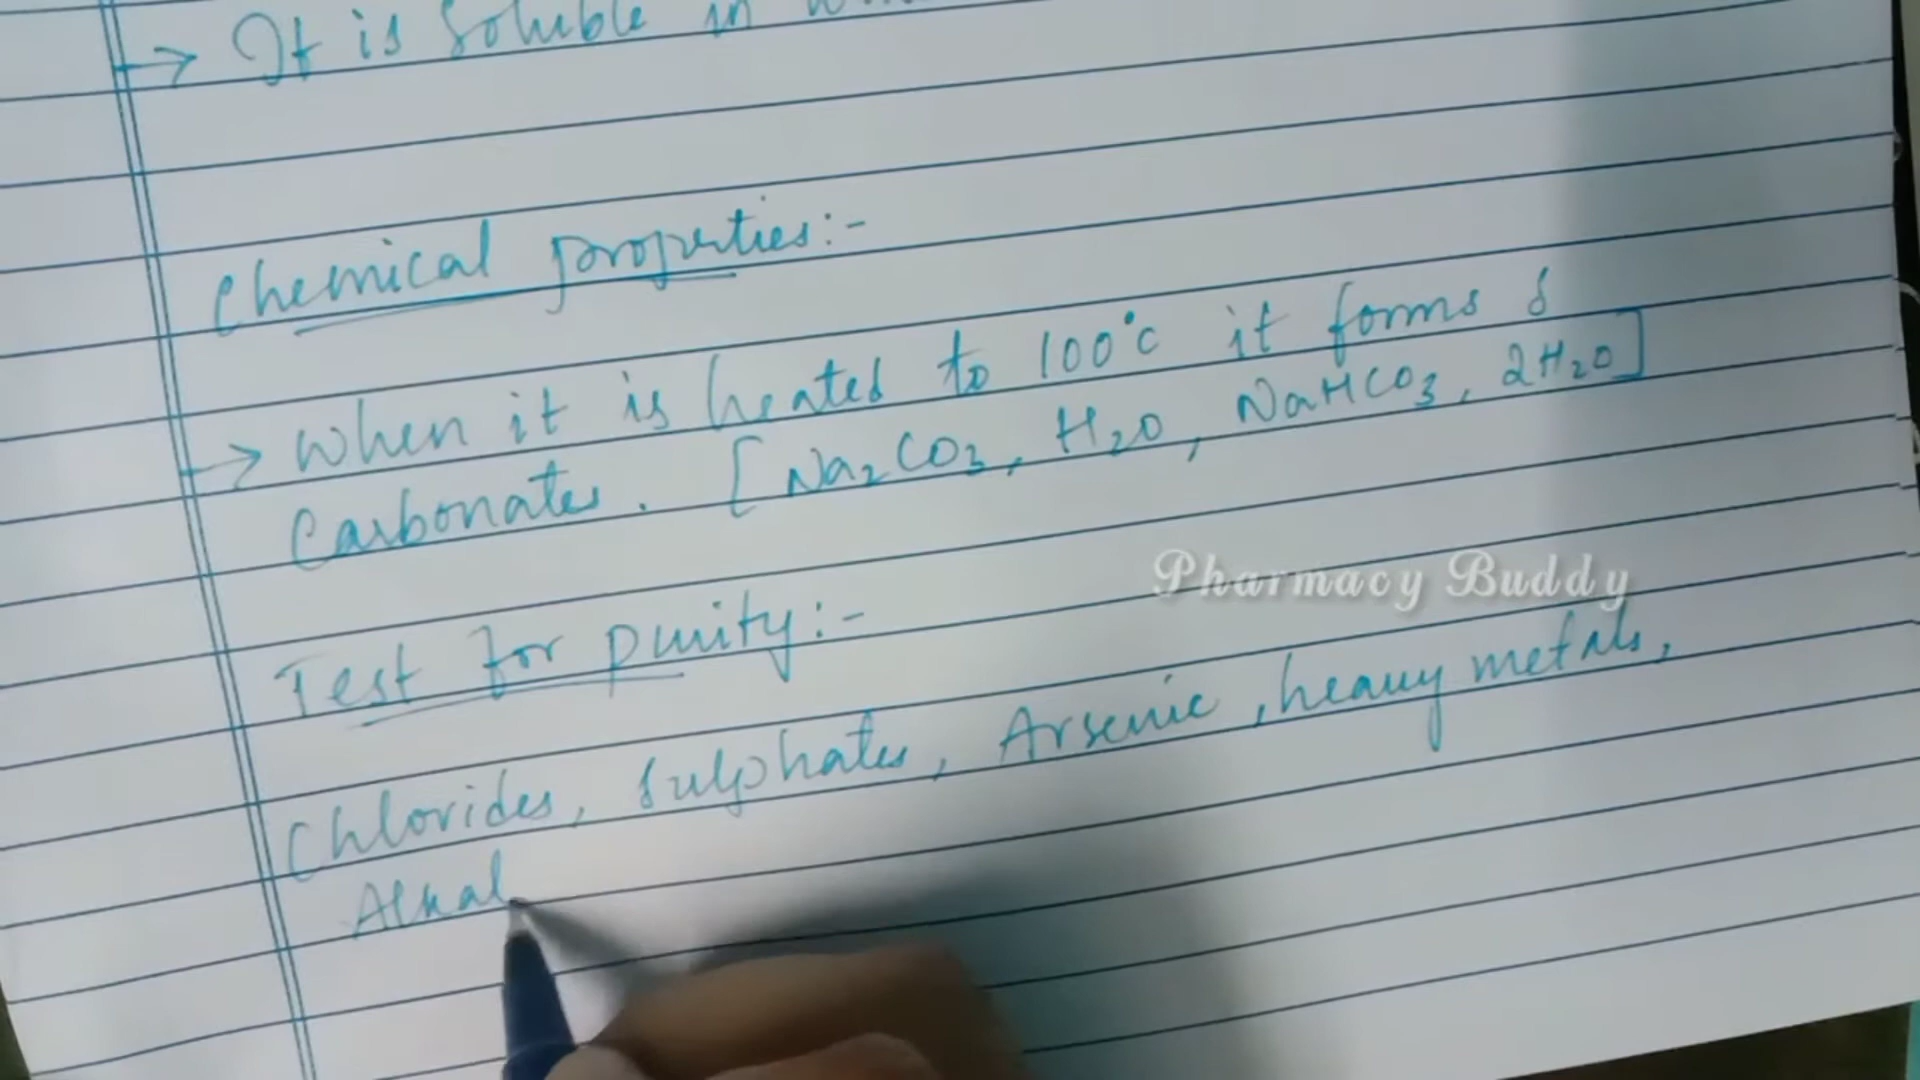 → It is soluble in
Chemical properties:-
→ When it is heated to 100°C it forms &
Carbonates. [Na₂CO₃, H₂O, NaHCO₃, 2H₂O]
Pharmacy Buddy
Test for purity:-
Chlorides, Sulphates, Arsenic, heavy metals,
Alkal